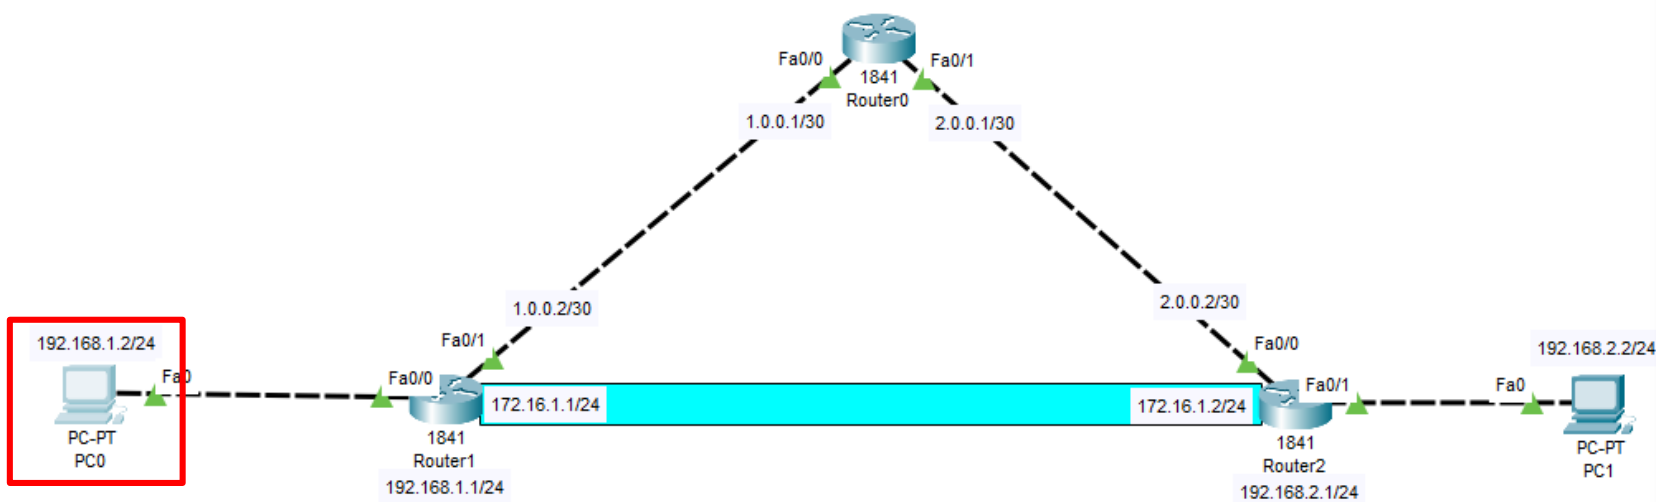 Fa0/0
Fa0/1
1841
Router0
1.0.0.1/30
2.0.0.1/30
1.0.0.2/30
2.0.0.2/30
192.168.1.2/24
Fa0/1
Fa0/0
192.168.2.2/24
Fa0
Fa0/0
172.16.1.1/24
172.16.1.2/24
Fa0/1
Fa0
PC-PT
PC0
1841
Router1
192.168.1.1/24
1841
Router2
192.168.2.1/24
PC-PT
PC1